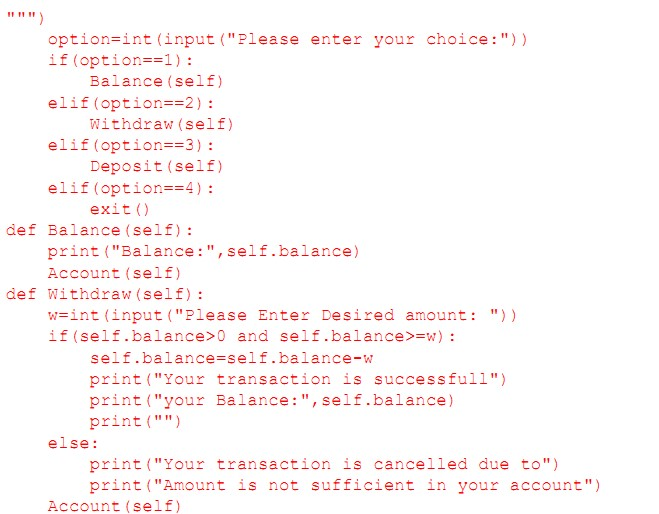 """)
    option=int(input("Please enter your choice:"))
    if(option==1):
        Balance(self)
    elif(option==2):
        Withdraw(self)
    elif(option==3):
        Deposit(self)
    elif(option==4):
        exit()
def Balance(self):
    print("Balance:",self.balance)
    Account(self)
def Withdraw(self):
    w=int(input("Please Enter Desired amount: "))
    if(self.balance>0 and self.balance>=w):
        self.balance=self.balance-w
        print("Your transaction is successfull")
        print("your Balance:",self.balance)
        print("")
    else:
        print("Your transaction is cancelled due to")
        print("Amount is not sufficient in your account")
    Account(self)